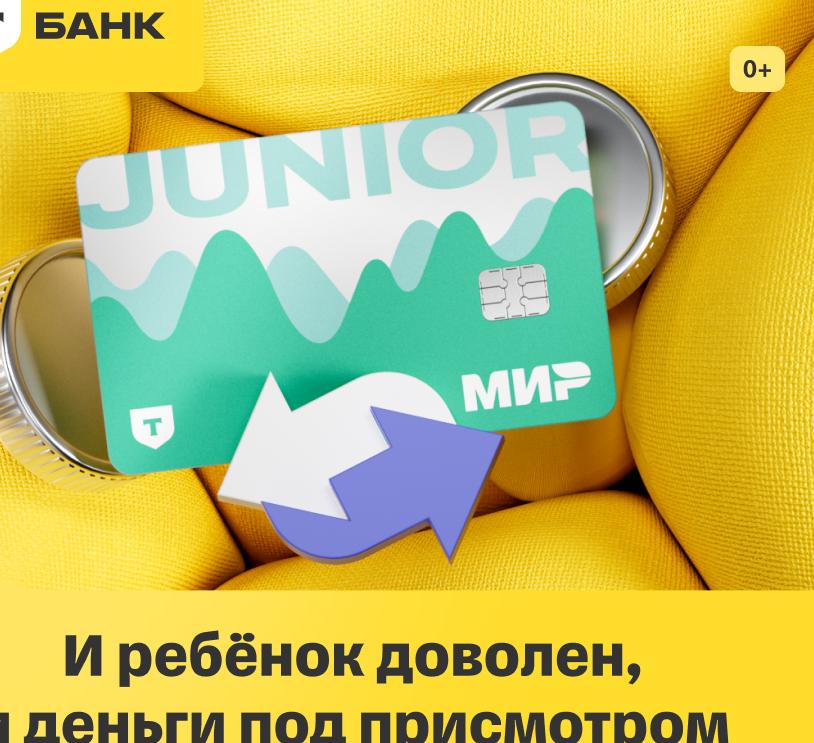 Т БАНК
0+
JUNIOR
МИР
Т
И ребёнок доволен,
и деньги под присмотром